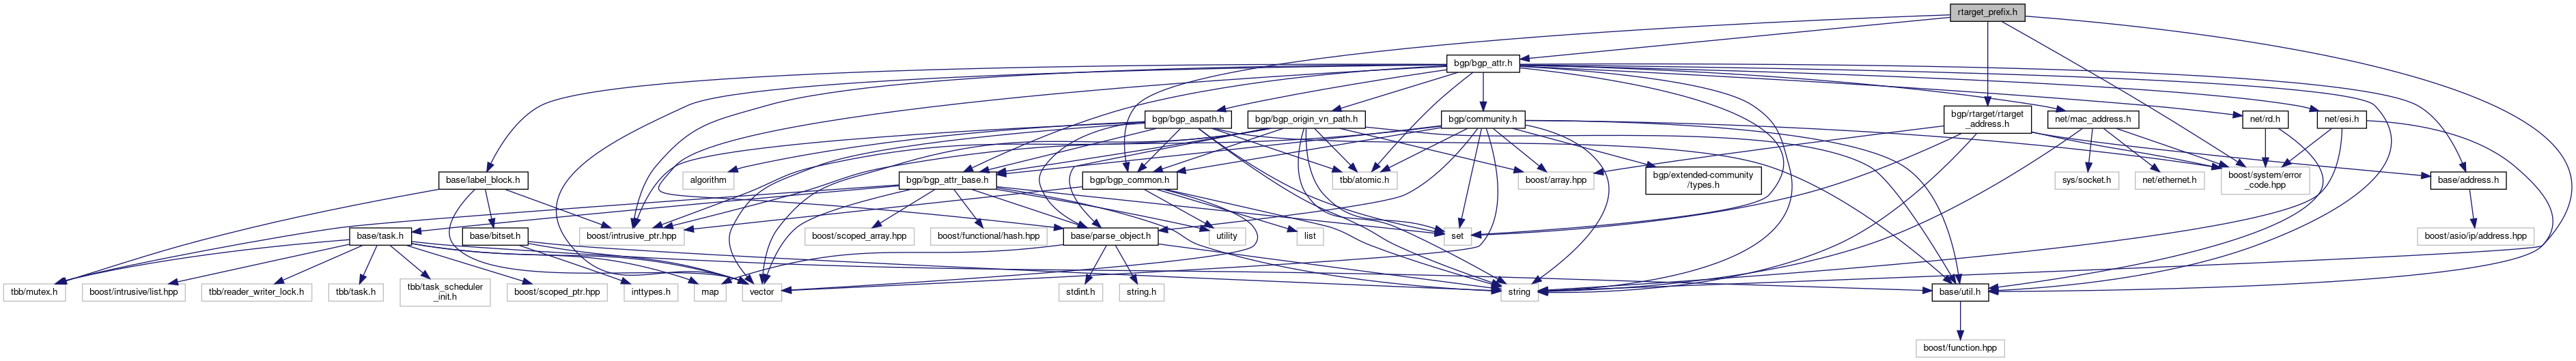 rtarget_prefix.h
bgp/bgp_attr.h
bgp/bgp_aspath.h
bgp/bgp_origin_vn_path.h
bgp/community.h
bgp/rtarget/rtarget
_address.h
net/mac_address.h
net/rd.h
net/esi.h
base/label_block.h
algorithm
bgp/bgp_attr_base.h
bgp/bgp_common.h
tbb/atomic.h
boost/array.hpp
bgp/extended-community
/types.h
sys/socket.h
net/ethernet.h
boost/system/error
_code.hpp
base/address.h
base/task.h
base/bitset.h
boost/intrusive_ptr.hpp
boost/scoped_array.hpp
boost/functional/hash.hpp
base/parse_object.h
utility
list
set
boost/asio/ip/address.hpp
tbb/mutex.h
boost/intrusive/list.hpp
tbb/reader_writer_lock.h
tbb/task.h
tbb/task_scheduler
_init.h
boost/scoped_ptr.hpp
inttypes.h
map
vector
stdint.h
string.h
string
base/util.h
boost/function.hpp